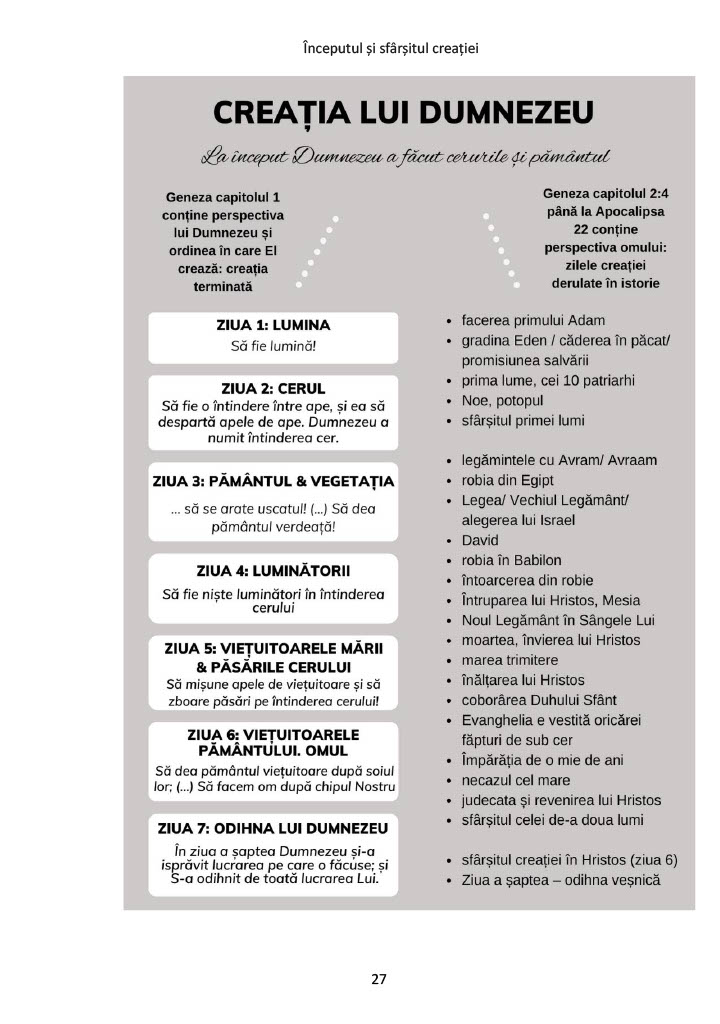 Începutul și sfârșitul creației
CREAȚIA LUI DUMNEZEU
La început Dumnezeu a făcut cerurile și pământul
Geneza capitolul 1
conține perspectiva
lui Dumnezeu și
ordinea în care El
crează: creația
terminată
Geneza capitolul 2:4
până la Apocalipsa
22 conține
perspectiva omului:
zilele creației
derulate în istorie
ZIUA 1: LUMINA
Să fie lumină!
ZIUA 2: CERUL
Să fie o întindere între ape, și ea să
despartă apele de ape. Dumnezeu a
numit întinderea cer.
ZIUA 3: PĂMÂNTUL & VEGETAȚIA
... să se arate uscatul! (...) Să dea
pământul verdeață!
ZIUA 4: LUMINĂTORII
Să fie niște luminători în întinderea
cerului
ZIUA 5: VIEȚUITOARELE MĂRII
& PĂSĂRILE CERULUI
Să mișune apele de viețuitoare și să
zboare păsări pe întinderea cerului!
ZIUA 6: VIEȚUITOARELE
PĂMÂNTULUI. OMUL
Să dea pământul viețuitoare după soiul
lor; (...) Să facem om după chipul Nostru
ZIUA 7: ODIHNA LUI DUMNEZEU
În ziua a șaptea Dumnezeu și-a
isprăvit lucrarea pe care o făcuse; și
S-a odihnit de toată lucrarea Lui.
• facerea primului Adam
• gradina Eden / căderea în păcat/
promisiunea salvării
• prima lume, cei 10 patriarhi
• Noe, potopul
• sfârșitul primei lumi
• legămintele cu Avram/ Avraam
• robia din Egipt
• Legea/ Vechiul Legământ/
alegerea lui Israel
• David
• robia în Babilon
• întoarcerea din robie
• Întruparea lui Hristos, Mesia
• Noul Legământ în Sângele Lui
• moartea, învierea lui Hristos
• marea trimitere
• înălțarea lui Hristos
• coborârea Duhului Sfânt
• Evanghelia e vestită oricărei
făpturi de sub cer
• Împărăția de o mie de ani
• necazul cel mare
• judecata și revenirea lui Hristos
• sfârșitul celei de-a doua lumi
• sfârșitul creației în Hristos (ziua 6)
• Ziua a șaptea – odihna veșnică
27